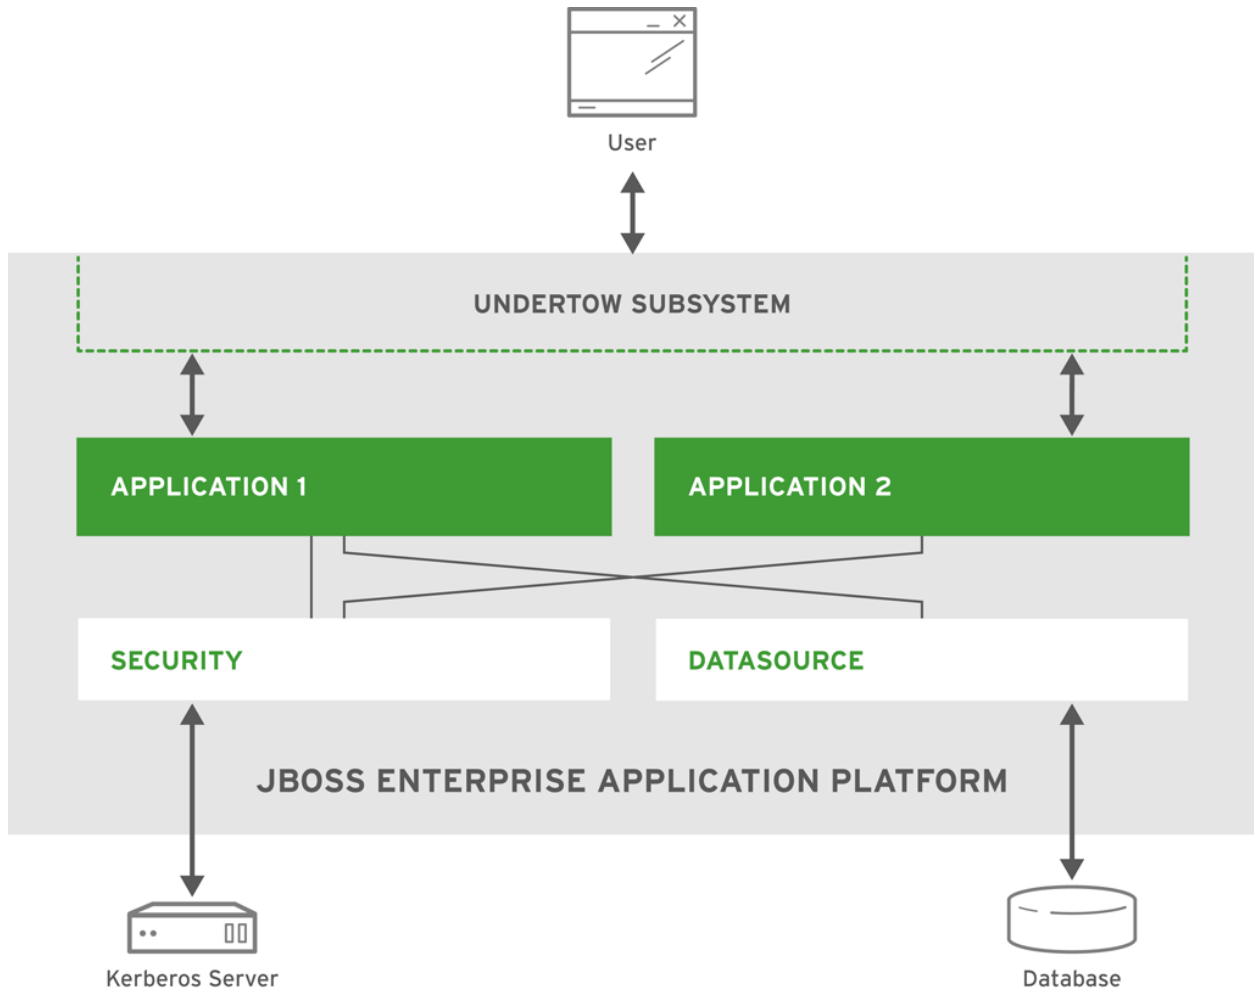 User
UNDERTOW SUBSYSTEM
APPLICATION 1
APPLICATION 2
SECURITY
DATASOURCE
JBOSS ENTERPRISE APPLICATION PLATFORM
Kerberos Server
Database